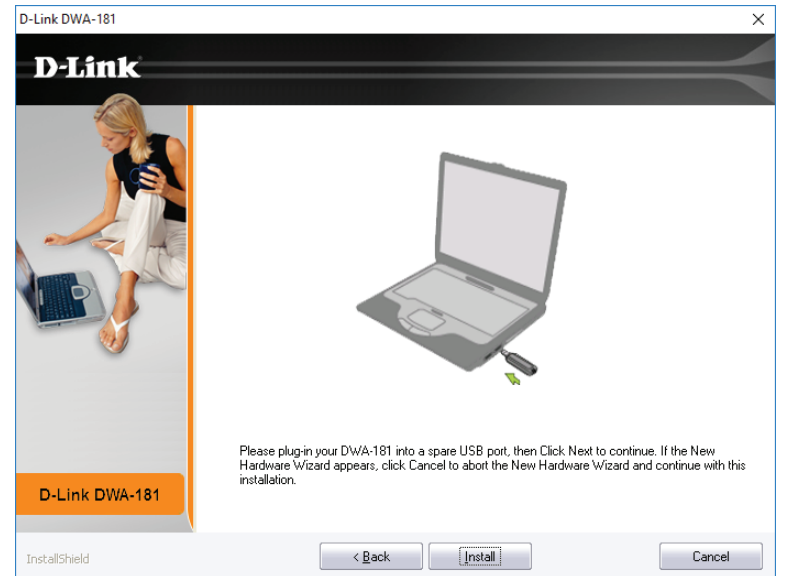 D-Link DWA-181
D-Link
Please plug-in your DWA-181 into a spare USB port, then Click Next to continue. If the New
Hardware Wizard appears, click Cancel to abort the New Hardware Wizard and continue with this
installation.
D-Link DWA-181
InstallShield
< Back
Install
Cancel